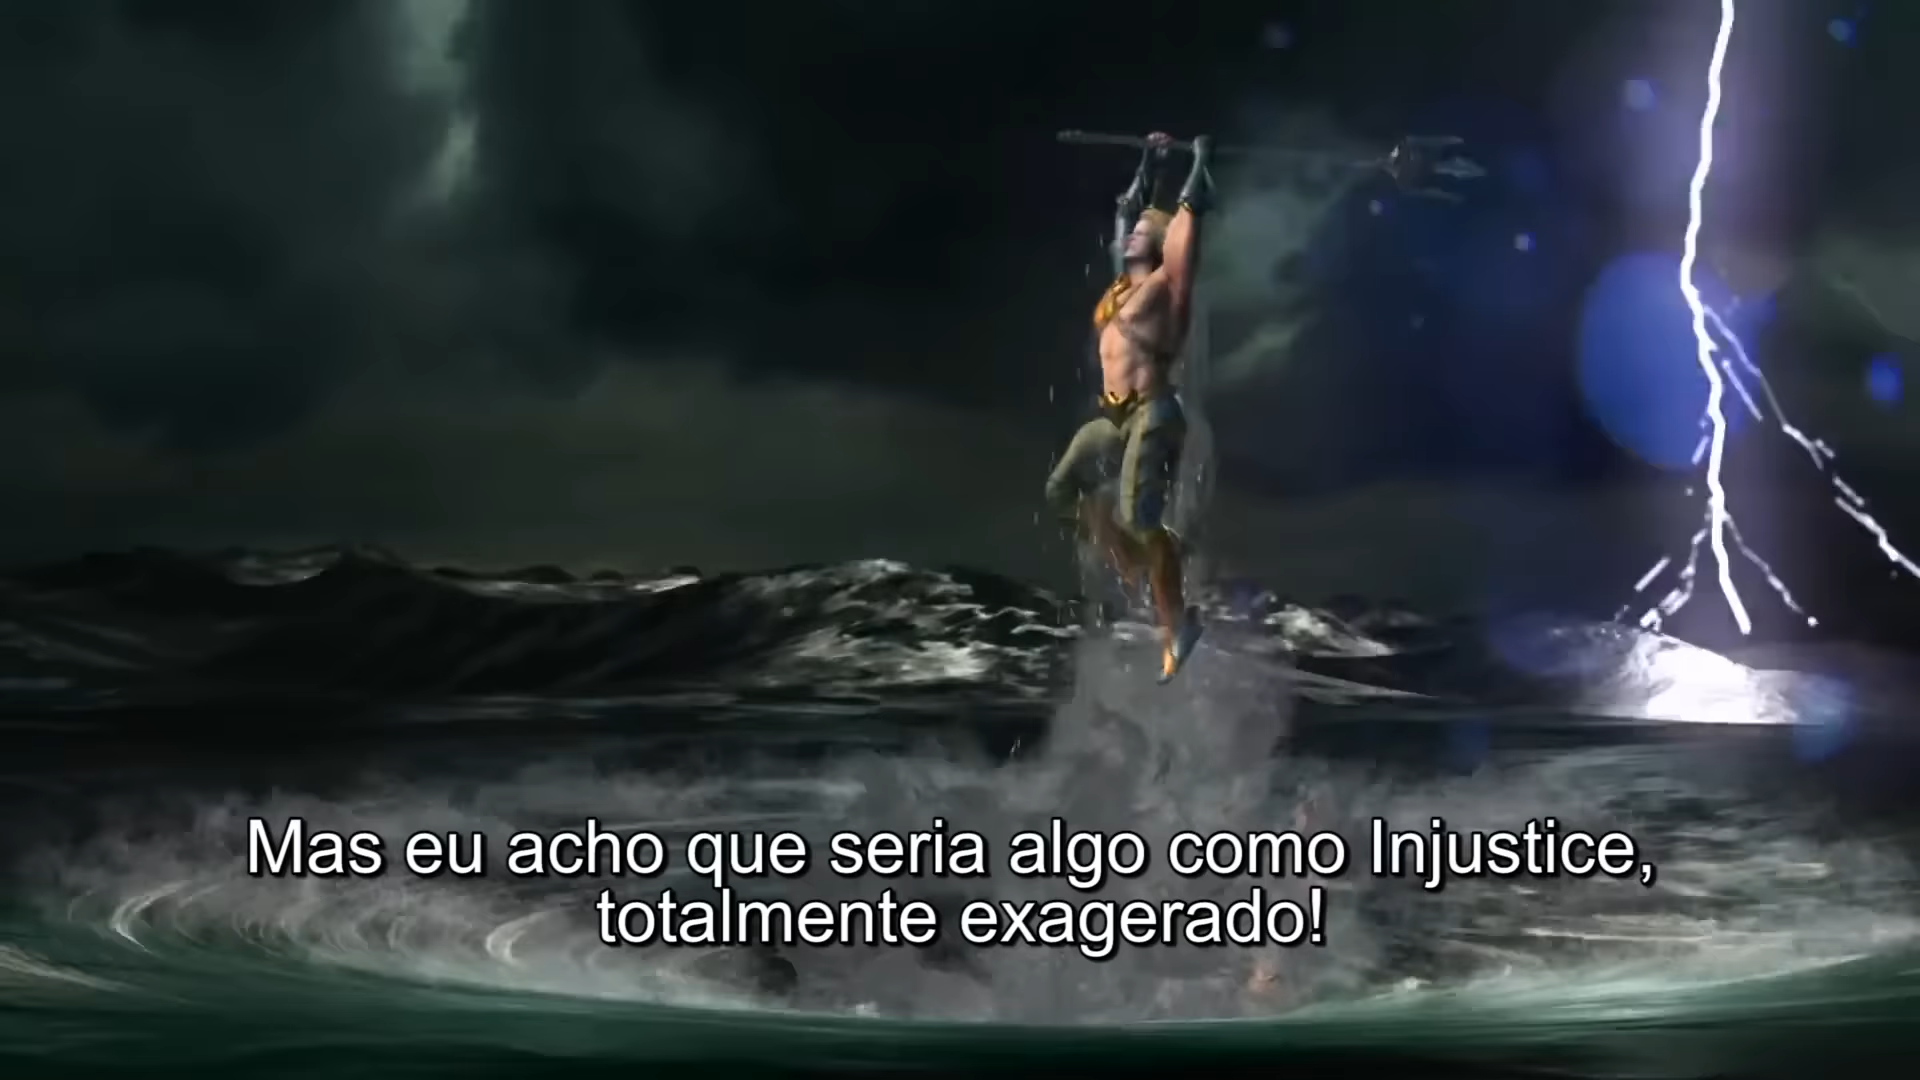 Mas eu acho que seria algo como Injustice,
totalmente exagerado!